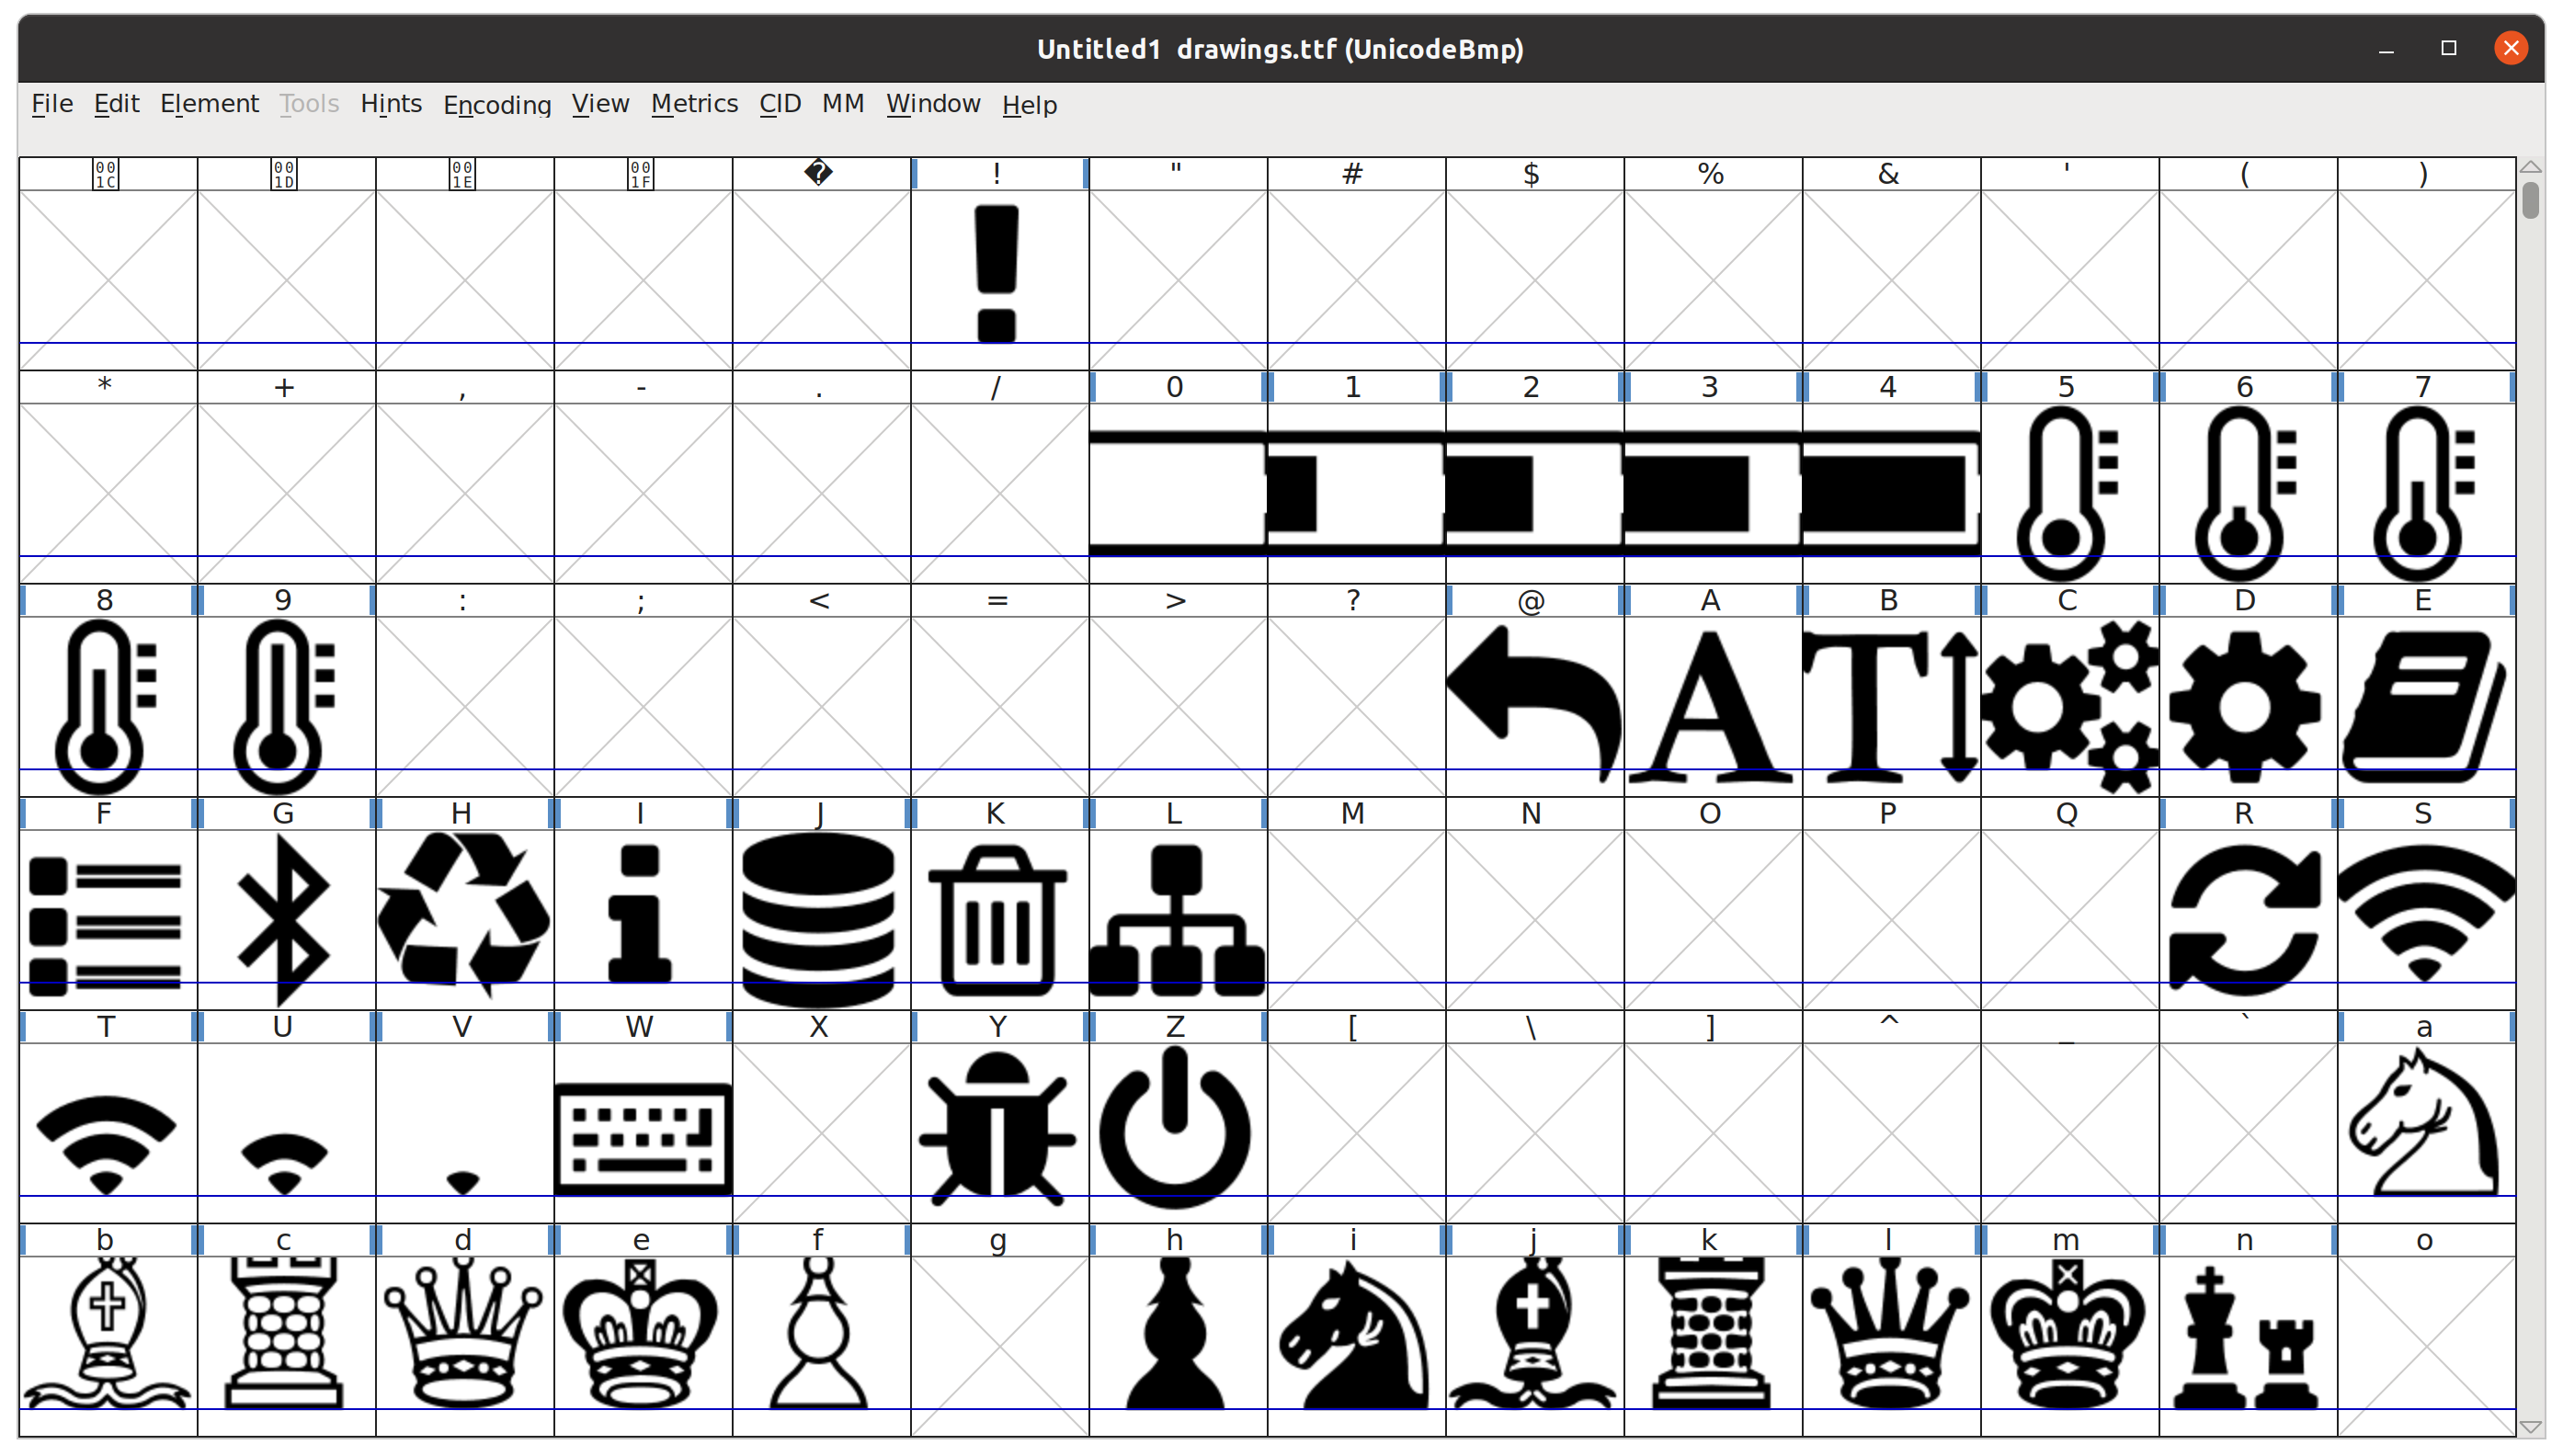 Untitled1 drawings.ttf (UnicodeBmp)
File Edit Element Tools Hints Encoding View Metrics CID MM Window Help
001C 001D 001E 001F � ! " # $ % & ' ( )
* + , - . / 0 1 2 3 4 5 6 7
8 9 : ; < = > ? @ A B C D E
A T
F G H I J K L M N O P Q R S
i
T U V W X Y Z [ \ ] ^ _ ` a
b c d e f g h i j k l m n o